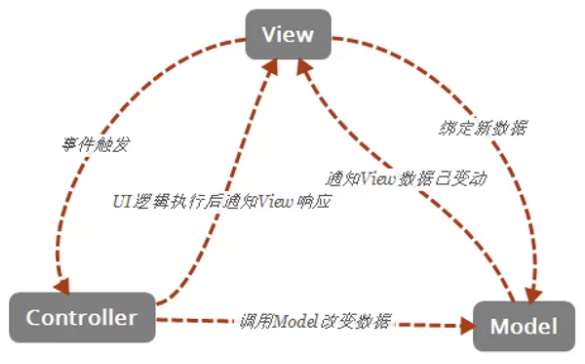 View
事件触发
绑定新数据
通知View数据已变动
UI逻辑执行后通知View响应
Controller
调用Model改变数据
Model